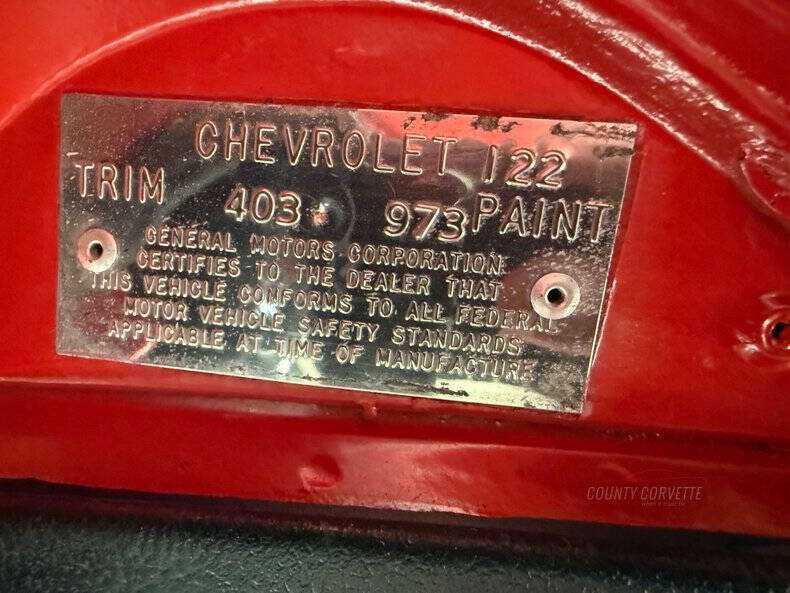 CHEVROLET I22
TRIM 403 973 PAINT
GENERAL MOTORS CORPORATION
CERTIFIES TO THE DEALER THAT
THIS VEHICLE CONFORMS TO ALL FEDERAL
MOTOR VEHICLE SAFETY STANDARDS
APPLICABLE AT TIME OF MANUFACTURE
COUNTY CORVETTE